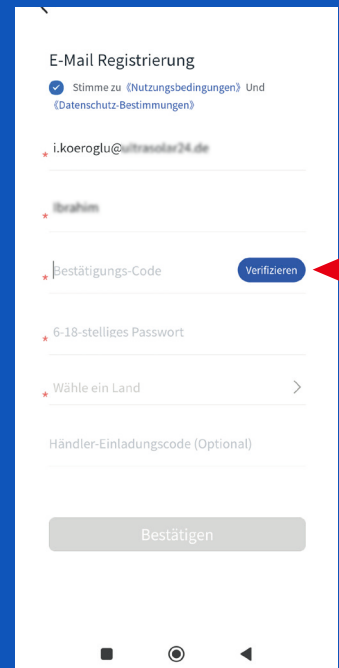 E-Mail Registrierung
Stimme zu 《Nutzungsbedingungen》 Und
《Datenschutz-Bestimmungen》
* i.koeroglu@
*
* Bestätigungs-Code Verifizieren
* 6-18-stelliges Passwort
* Wähle ein Land
Händler-Einladungscode (Optional)
Bestätigen